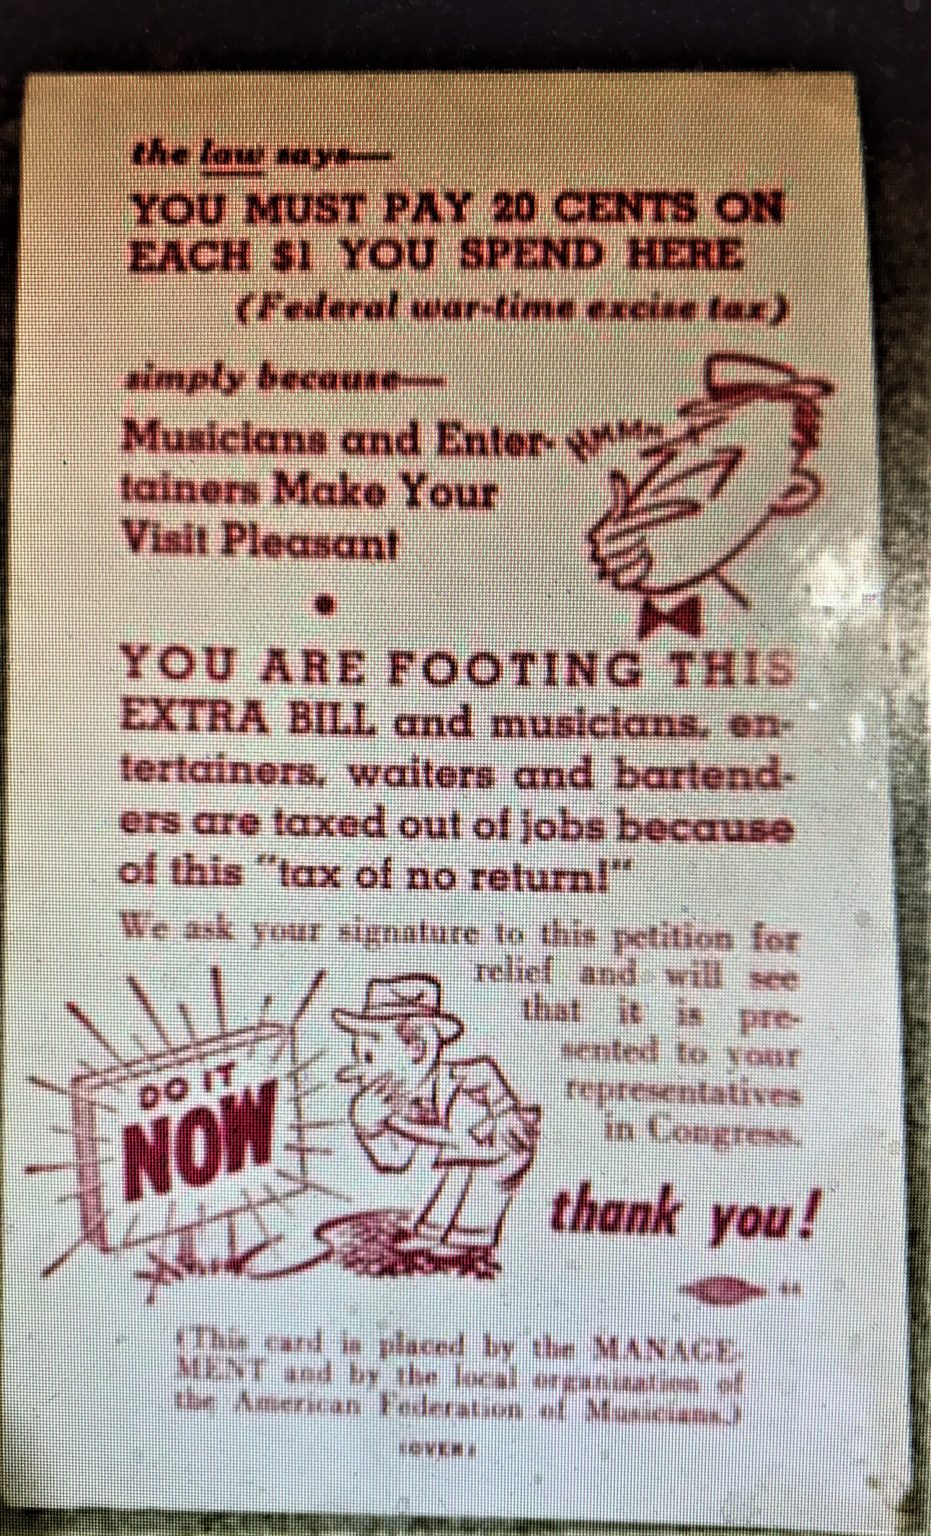 the law says—
YOU MUST PAY 20 CENTS ON
EACH $1 YOU SPEND HERE
(Federal war-time excise tax)
simply because—
Musicians and Enter-
HMMMM
tainers Make Your
Visit Pleasant
•
YOU ARE FOOTING THIS
EXTRA BILL and musicians, en-
tertainers, waiters and bartend-
ers are taxed out of jobs because
of this "tax of no return!"
We ask your signature to this petition for
relief and will see
that it is pre-
sented to your
representatives
in Congress.
DO IT
NOW
thank you!
(This card is placed by the MANAGE-
MENT and by the local organization of
the American Federation of Musicians.)
(OVER)